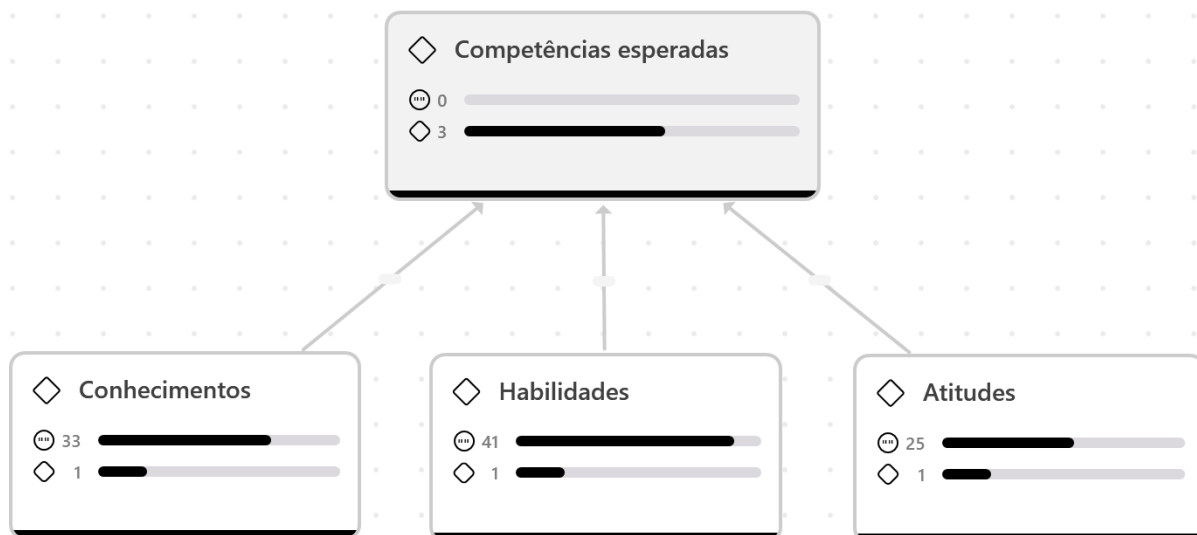 Competências esperadas
0
3
Conhecimentos
33
1
Habilidades
41
1
Atitudes
25
1